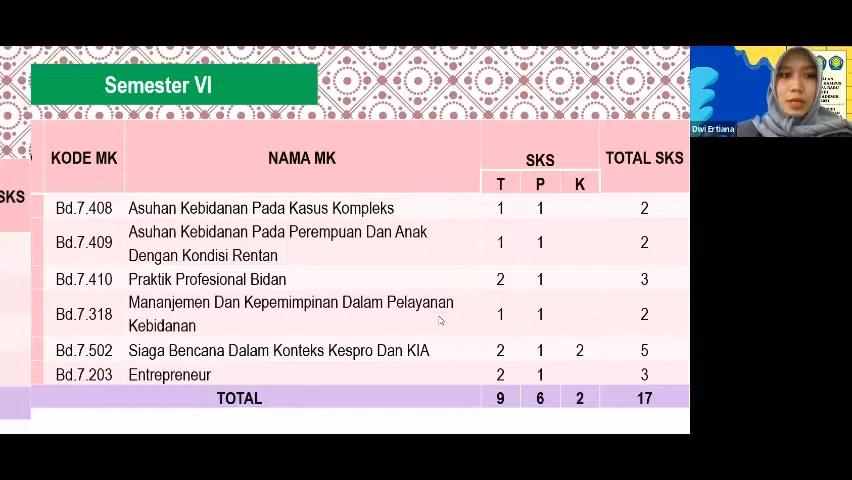 Semester VI
SKS
KODE MK NAMA MK SKS TOTAL SKS
T P K
Bd.7.408 Asuhan Kebidanan Pada Kasus Kompleks 1 1 2
Bd.7.409 Asuhan Kebidanan Pada Perempuan Dan Anak
Dengan Kondisi Rentan 1 1 2
Bd.7.410 Praktik Profesional Bidan 2 1 3
Bd.7.318 Mananjemen Dan Kepemimpinan Dalam Pelayanan
Kebidanan 1 1 2
Bd.7.502 Siaga Bencana Dalam Konteks Kespro Dan KIA 2 1 2 5
Bd.7.203 Entrepreneur 2 1 3
TOTAL 9 6 2 17
Dwi Ertiana